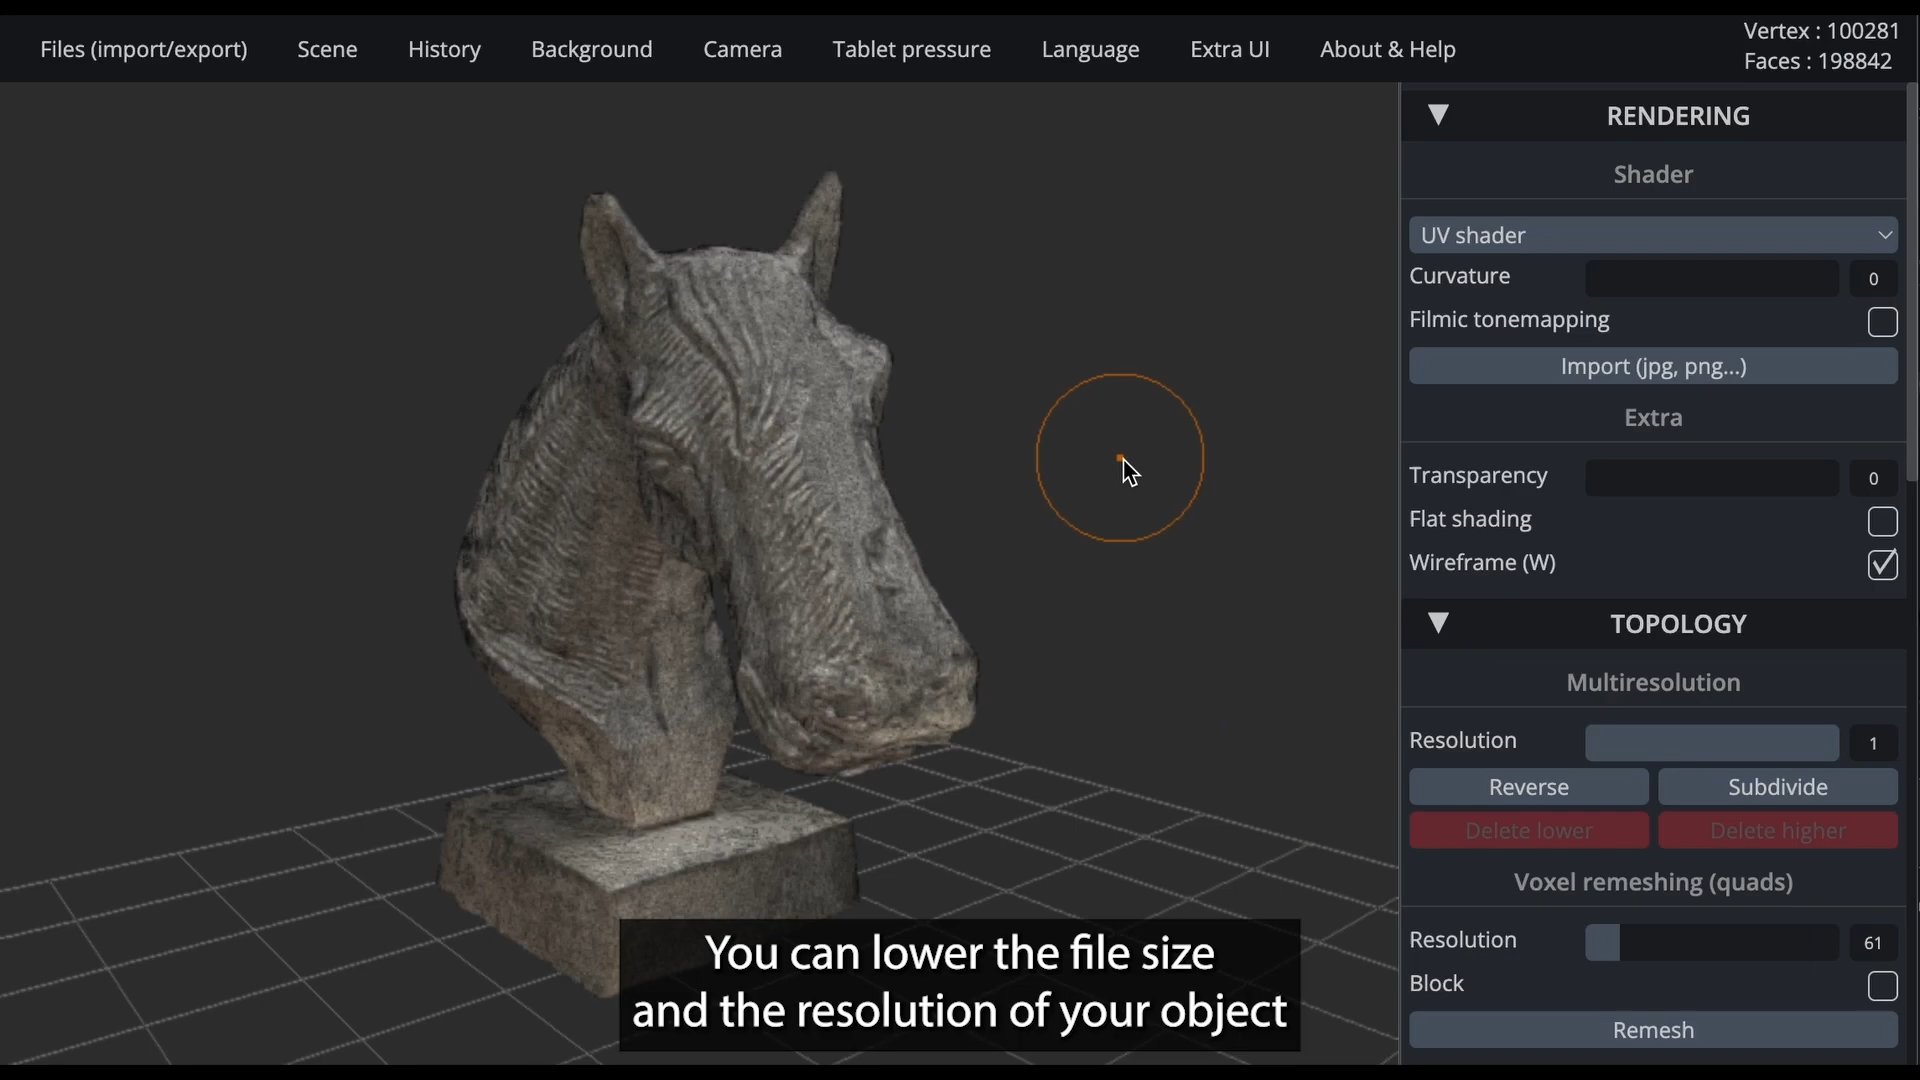 Files (import/export) Scene History Background Camera Tablet pressure Language Extra UI About & Help
Vertex : 100281
Faces : 198842
RENDERING
Shader
UV shader
Curvature 0
Filmic tonemapping
Import (jpg, png...)
Extra
Transparency 0
Flat shading
Wireframe (W)
TOPOLOGY
Multiresolution
Resolution 1
Reverse Subdivide
Delete lower Delete higher
Voxel remeshing (quads)
Resolution 61
Block
Remesh
You can lower the file size
and the resolution of your object